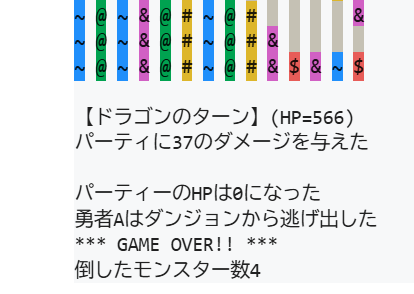 ~ @ ~ & @ # ~ @ # &
~ @ ~ & @ # ~ @ # &
~ @ ~ & @ # ~ @ # & $ & ~ $
【ドラゴンのターン】(HP=566)
パーティに37のダメージを与えた
パーティーのHPは0になった
勇者Aはダンジョンから逃げ出した
*** GAME OVER!! ***
倒したモンスター数4